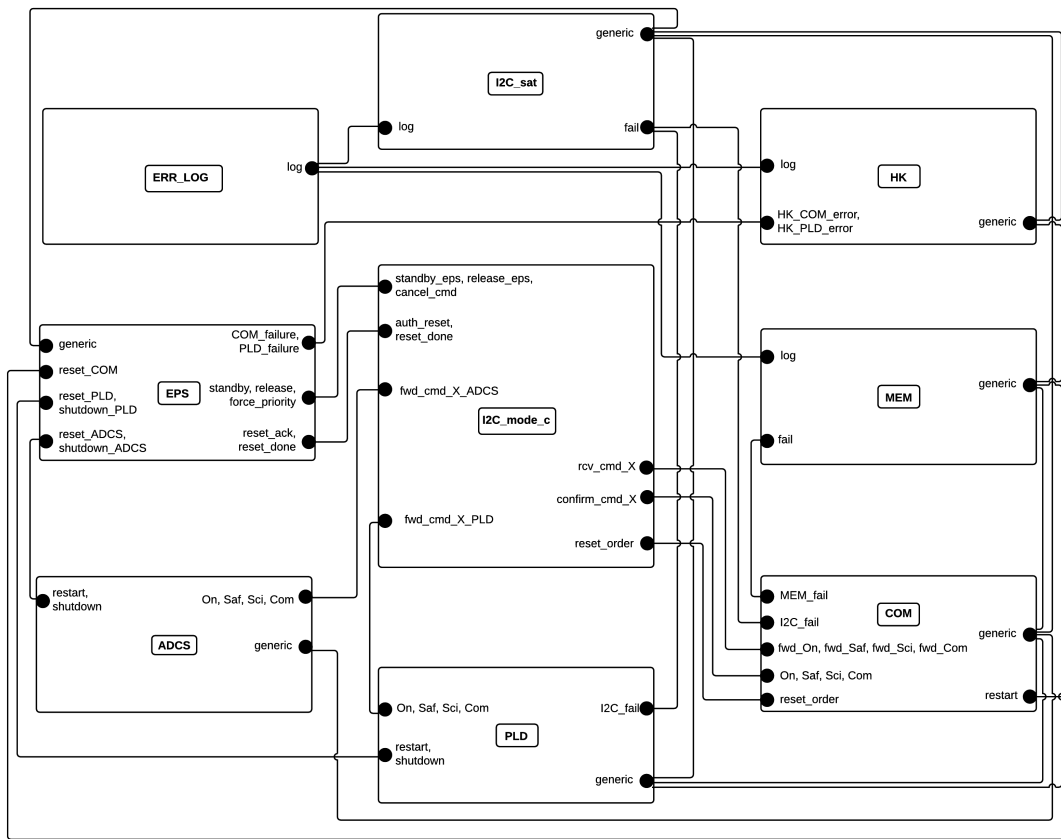 generic
I2C_sat
log
fail
ERR_LOG
log
log
HK
HK_COM_error,
HK_PLD_error
generic
standby_eps, release_eps,
cancel_cmd
auth_reset,
reset_done
fwd_cmd_X_ADCS
I2C_mode_c
rcv_cmd_X
confirm_cmd_X
fwd_cmd_X_PLD
reset_order
generic
COM_failure,
PLD_failure
reset_COM
EPS
reset_PLD,
shutdown_PLD
standby, release,
force_priority
reset_ADCS,
shutdown_ADCS
reset_ack,
reset_done
log
generic
MEM
fail
restart,
shutdown
On, Saf, Sci, Com
ADCS
generic
MEM_fail
COM
I2C_fail
generic
fwd_On, fwd_Saf, fwd_Sci, fwd_Com
On, Saf, Sci, Com
reset_order
restart
On, Saf, Sci, Com
I2C_fail
PLD
restart,
shutdown
generic